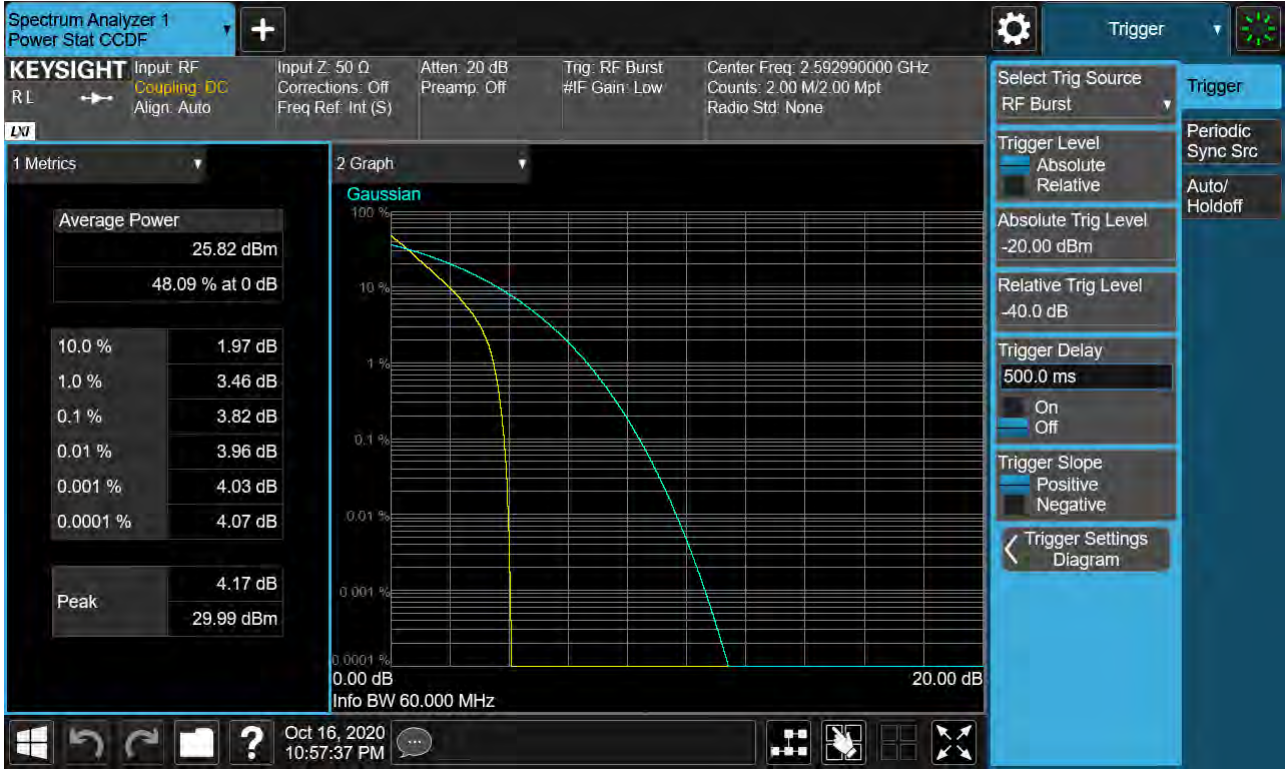 Spectrum Analyzer 1
Power Stat CCDF
Trigger
KEYSIGHT
R L
LXI
Input: RF
Coupling: DC
Align: Auto
Input Z: 50 Ω
Corrections: Off
Freq Ref: Int (S)
Atten: 20 dB
Preamp: Off
Trig: RF Burst
#IF Gain: Low
Center Freq: 2.592990000 GHz
Counts: 2.00 M/2.00 Mpt
Radio Std: None
1 Metrics
Average Power
25.82 dBm
48.09 % at 0 dB
10.0 % 1.97 dB
1.0 % 3.46 dB
0.1 % 3.82 dB
0.01 % 3.96 dB
0.001 % 4.03 dB
0.0001 % 4.07 dB
Peak
4.17 dB
29.99 dBm
2 Graph
Gaussian
100 %
10 %
1 %
0.1 %
0.01 %
0.001 %
0.0001 %
0.00 dB 20.00 dB
Info BW 60.000 MHz
Select Trig Source
RF Burst
Trigger Level
Absolute
Relative
Absolute Trig Level
-20.00 dBm
Relative Trig Level
-40.0 dB
Trigger Delay
500.0 ms
On
Off
Trigger Slope
Positive
Negative
Trigger Settings
Diagram
Trigger
Periodic
Sync Src
Auto/
Holdoff
?
Oct 16, 2020
10:57:37 PM